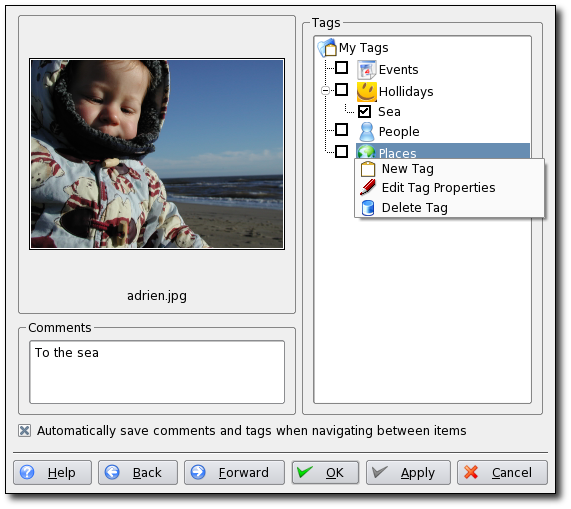 Tags
My Tags
Events
Hollidays
Sea
People
Places
New Tag
Edit Tag Properties
Delete Tag
adrien.jpg
Comments
To the sea
Automatically save comments and tags when navigating between items
Help Back Forward OK Apply Cancel